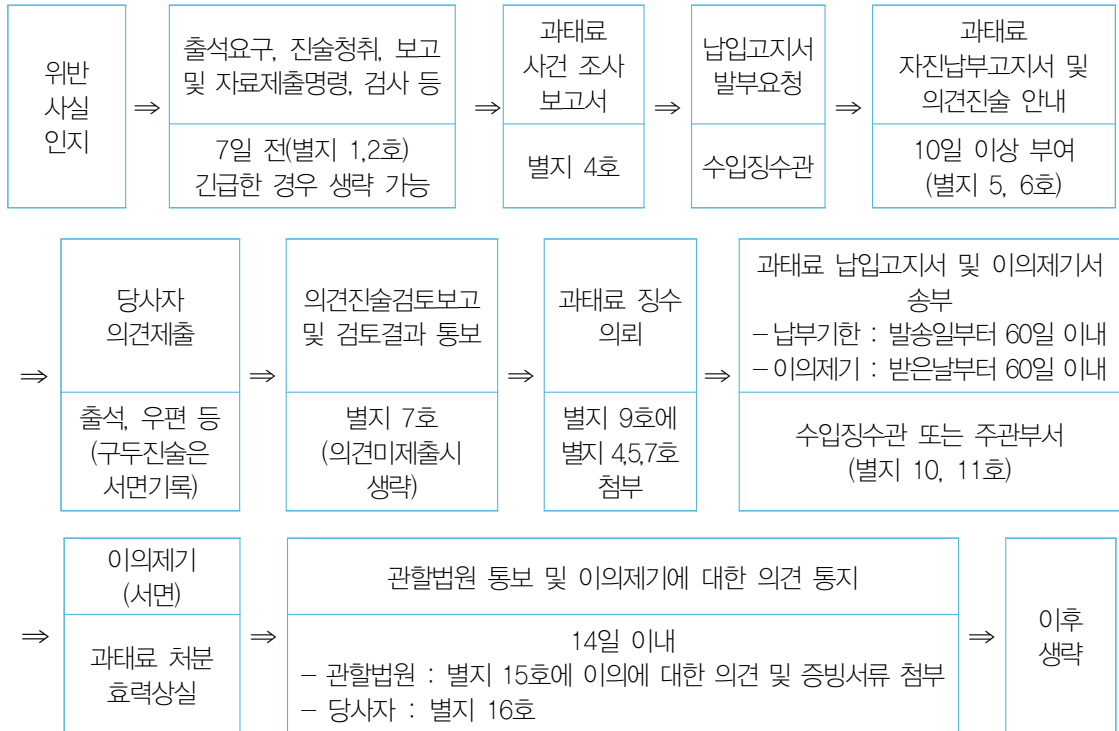 위반
사실
인지
⇒
출석요구, 진술청취, 보고
및 자료제출명령, 검사 등
7일 전(별지 1,2호)
긴급한 경우 생략 가능
⇒
과태료
사건 조사
보고서
별지 4호
⇒
납입고지서
발부요청
수입징수관
⇒
과태료
자진납부고지서 및
의견진술 안내
10일 이상 부여
(별지 5, 6호)
⇒
당사자
의견제출
출석, 우편 등
(구두진술은
서면기록)
⇒
의견진술검토보고
및 검토결과 통보
별지 7호
(의견미제출시
생략)
⇒
과태료 징수
의뢰
별지 9호에
별지 4,5,7호
첨부
⇒
과태료 납입고지서 및 이의제기서
송부
– 납부기한 : 발송일부터 60일 이내
– 이의제기 : 받은날부터 60일 이내
수입징수관 또는 주관부서
(별지 10, 11호)
⇒
이의제기
(서면)
과태료 처분
효력상실
⇒
관할법원 통보 및 이의제기에 대한 의견 통지
14일 이내
– 관할법원 : 별지 15호에 이의에 대한 의견 및 증빙서류 첨부
– 당사자 : 별지 16호
⇒
이후
생략